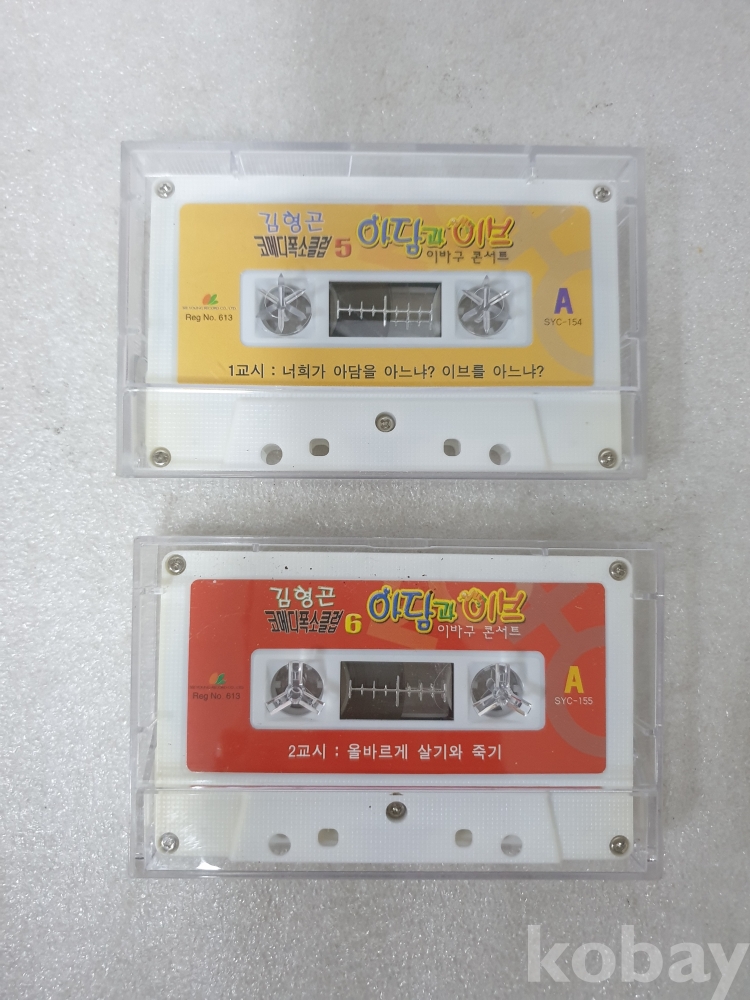 김형곤
코메디폭소클럽 5
아담과 이브
이바구 콘서트
Reg No. 613
A
SYC-154
1교시 : 너희가 아담을 아느냐? 이브를 아느냐?
김형곤
코메디폭소클럽 6
아담과 이브
이바구 콘서트
Reg No. 613
A
SYC-155
2교시 : 올바르게 살기와 죽기
kobay